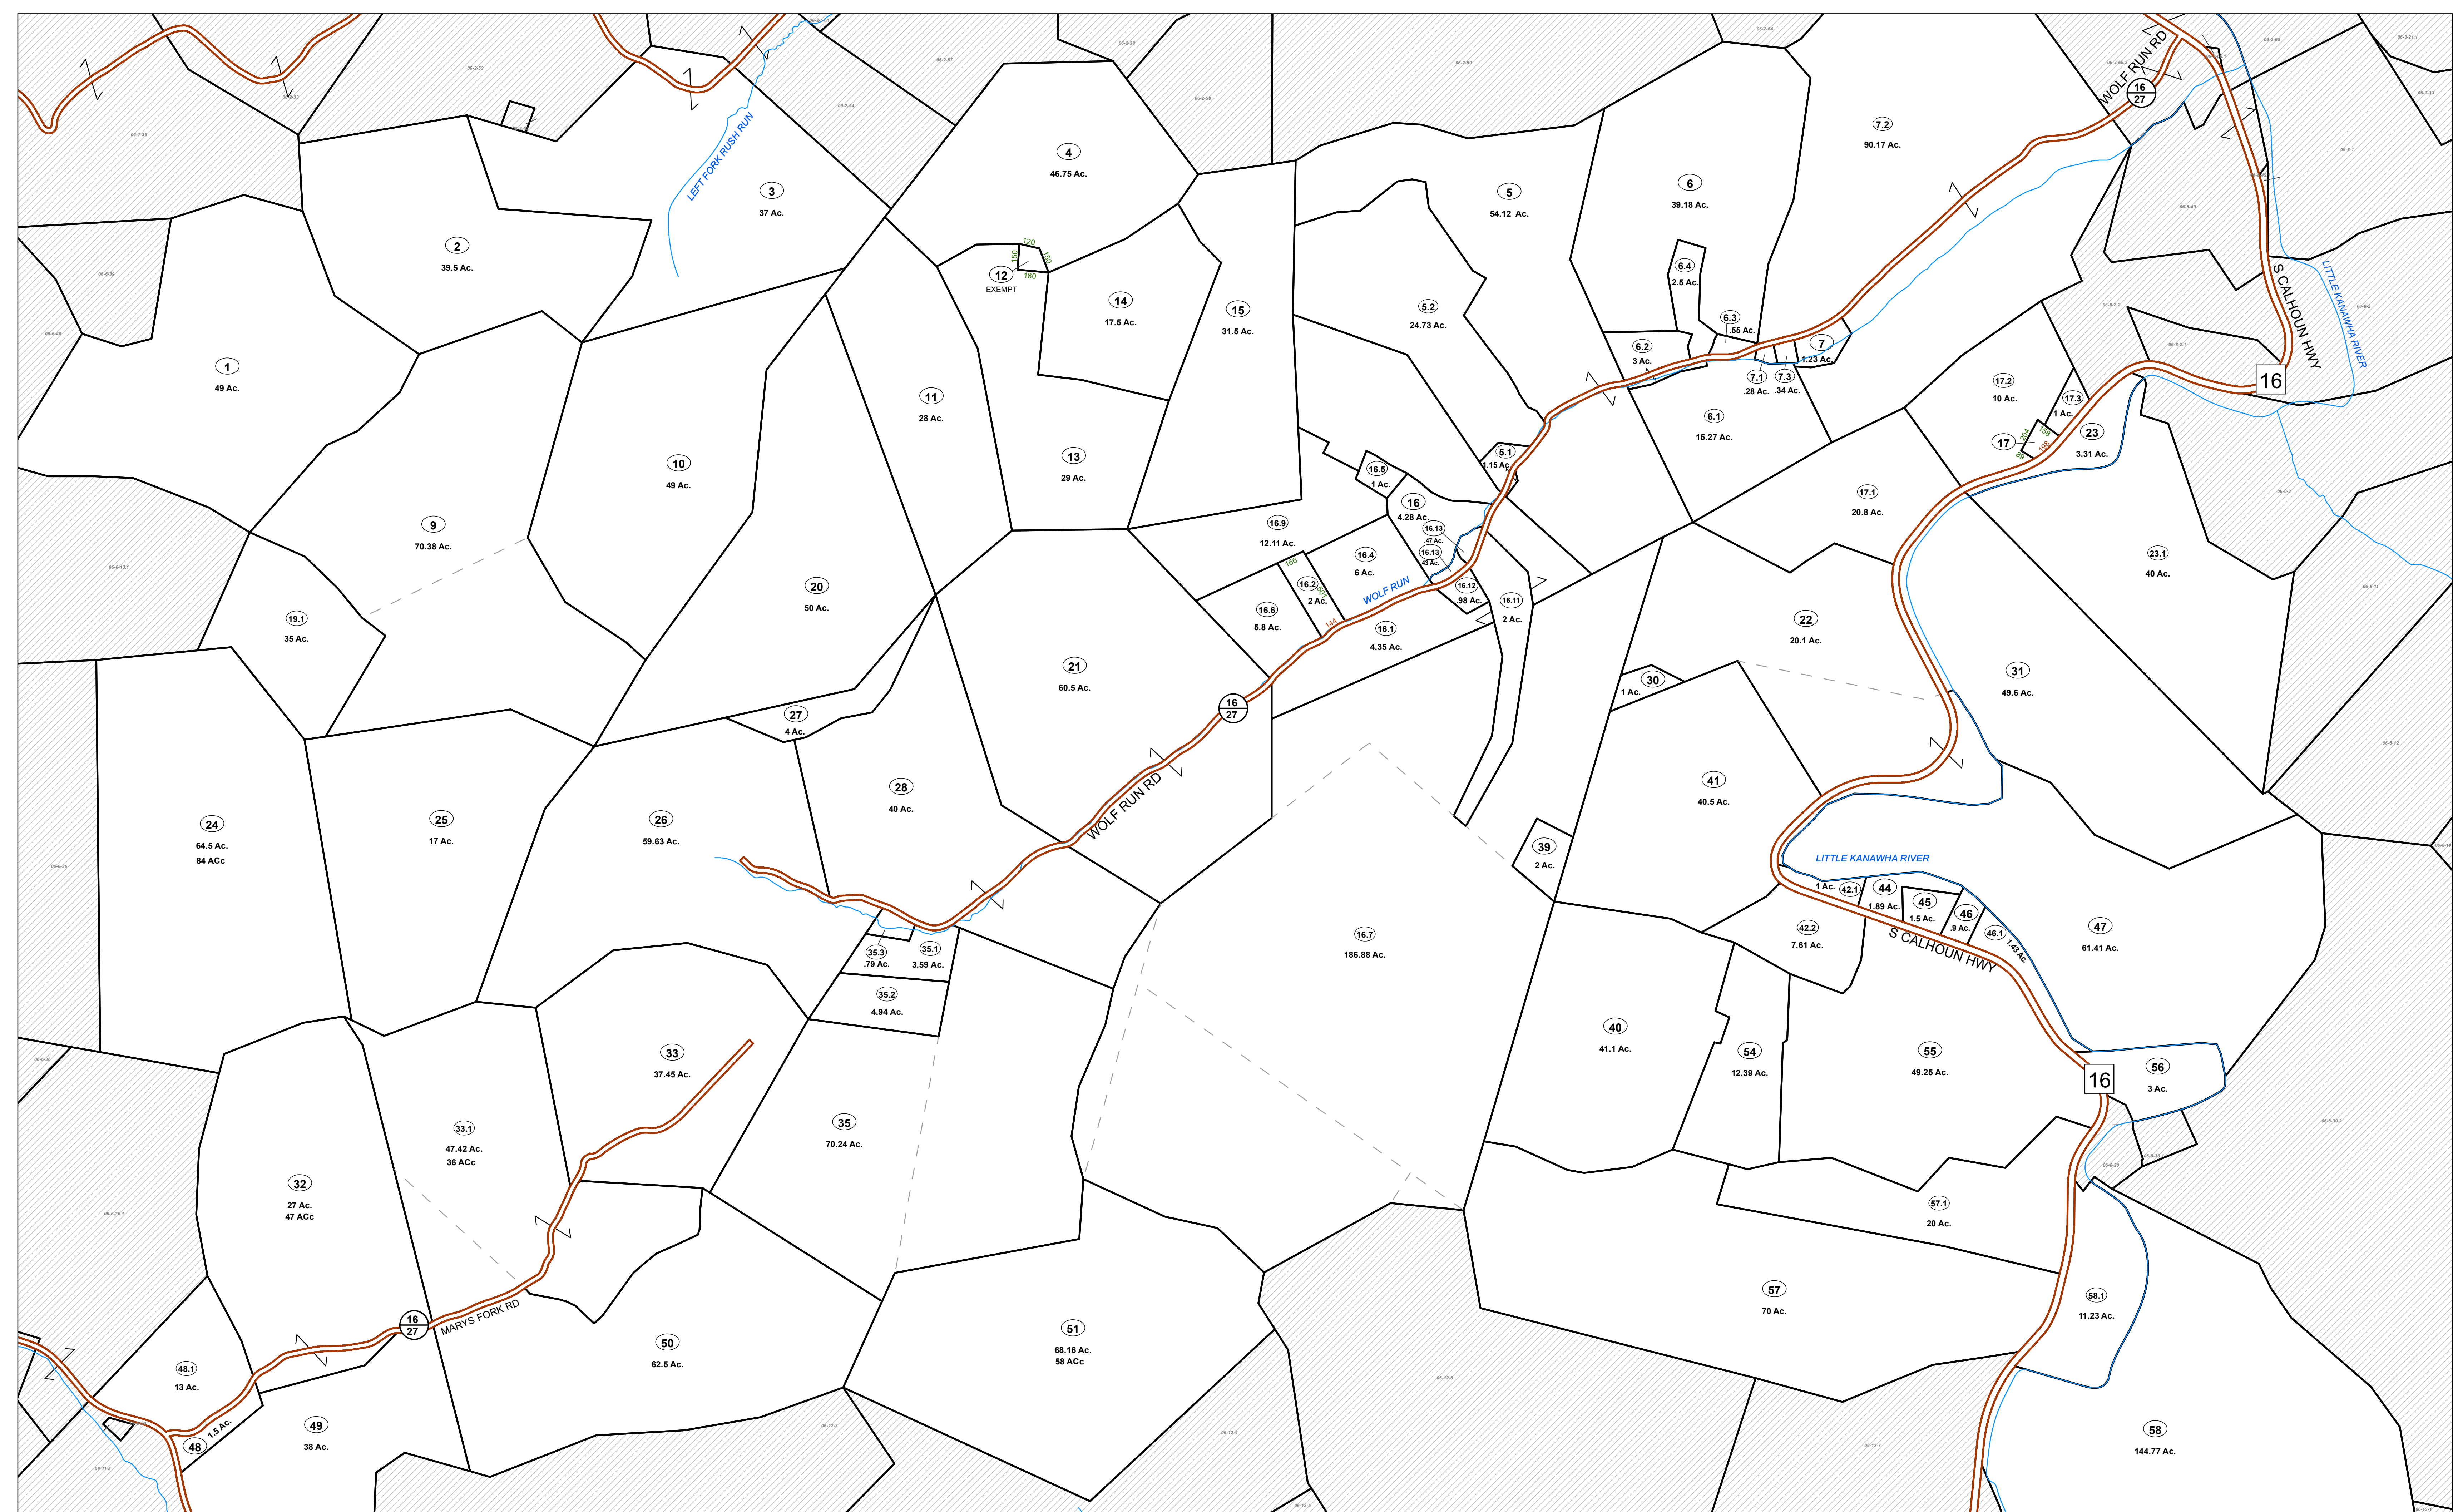 LEFT FORK RUSH RUN
WOLF RUN RD
16
27
4
46.75 Ac.
3
37 Ac.
2
39.5 Ac.
5
54.12 Ac.
6
39.18 Ac.
7.2
90.17 Ac.
1
49 Ac.
120
150
150
180
12
EXEMPT
14
17.5 Ac.
15
31.5 Ac.
5.2
24.73 Ac.
6.4
2.5 Ac.
6.3
.55 Ac.
6.2
3 Ac.
7
1.23 Ac.
7.1
.28 Ac.
7.3
.34 Ac.
6.1
15.27 Ac.
S CALHOUN HWY
LITTLE KANAWHA RIVER
16
17.2
10 Ac.
17.3
1 Ac.
17
204
158
198
89
23
3.31 Ac.
11
28 Ac.
13
29 Ac.
10
49 Ac.
9
70.38 Ac.
5.1
1.15 Ac.
16.5
1 Ac.
16
4.28 Ac.
16.9
12.11 Ac.
16.13
.47 Ac.
16.13
.43 Ac.
16.4
6 Ac.
16.2
2 Ac.
166
501
144
16.6
5.8 Ac.
WOLF RUN
16.12
.98 Ac.
16.11
2 Ac.
16.1
4.35 Ac.
17.1
20.8 Ac.
23.1
40 Ac.
19.1
35 Ac.
20
50 Ac.
21
60.5 Ac.
22
20.1 Ac.
31
49.6 Ac.
30
1 Ac.
16
27
27
4 Ac.
28
40 Ac.
WOLF RUN RD
41
40.5 Ac.
24
64.5 Ac.
84 ACc
25
17 Ac.
26
59.63 Ac.
39
2 Ac.
LITTLE KANAWHA RIVER
1 Ac.
42.1
44
1.89 Ac.
45
1.5 Ac.
46
.9 Ac.
46.1
1.43 Ac.
47
61.41 Ac.
42.2
7.61 Ac.
S CALHOUN HWY
35.3
.79 Ac.
35.1
3.59 Ac.
35.2
4.94 Ac.
16.7
186.88 Ac.
40
41.1 Ac.
54
12.39 Ac.
55
49.25 Ac.
16
56
3 Ac.
33
37.45 Ac.
33.1
47.42 Ac.
36 ACc
35
70.24 Ac.
32
27 Ac.
47 ACc
57.1
20 Ac.
57
70 Ac.
58.1
11.23 Ac.
16
27
MARYS FORK RD
50
62.5 Ac.
51
68.16 Ac.
58 ACc
48.1
13 Ac.
48
1.5 Ac.
49
38 Ac.
58
144.77 Ac.